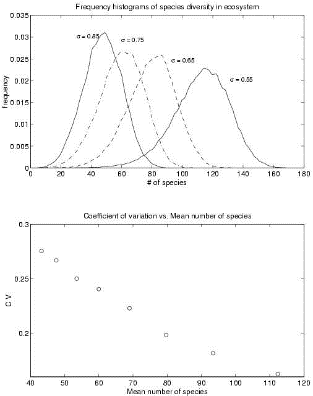 Frequency histograms of species diversity in ecosystem
0.035
0.03
0.025
0.02
0.015
0.01
0.005
0
Frequency
σ = 0.85
σ = 0.75
σ = 0.65
σ = 0.55
0 20 40 60 80 100 120 140 160 180
# of species
Coefficient of variation vs. Mean number of species
0.3
0.25
0.2
C V
40 50 60 70 80 90 100 110 120
Mean number of species